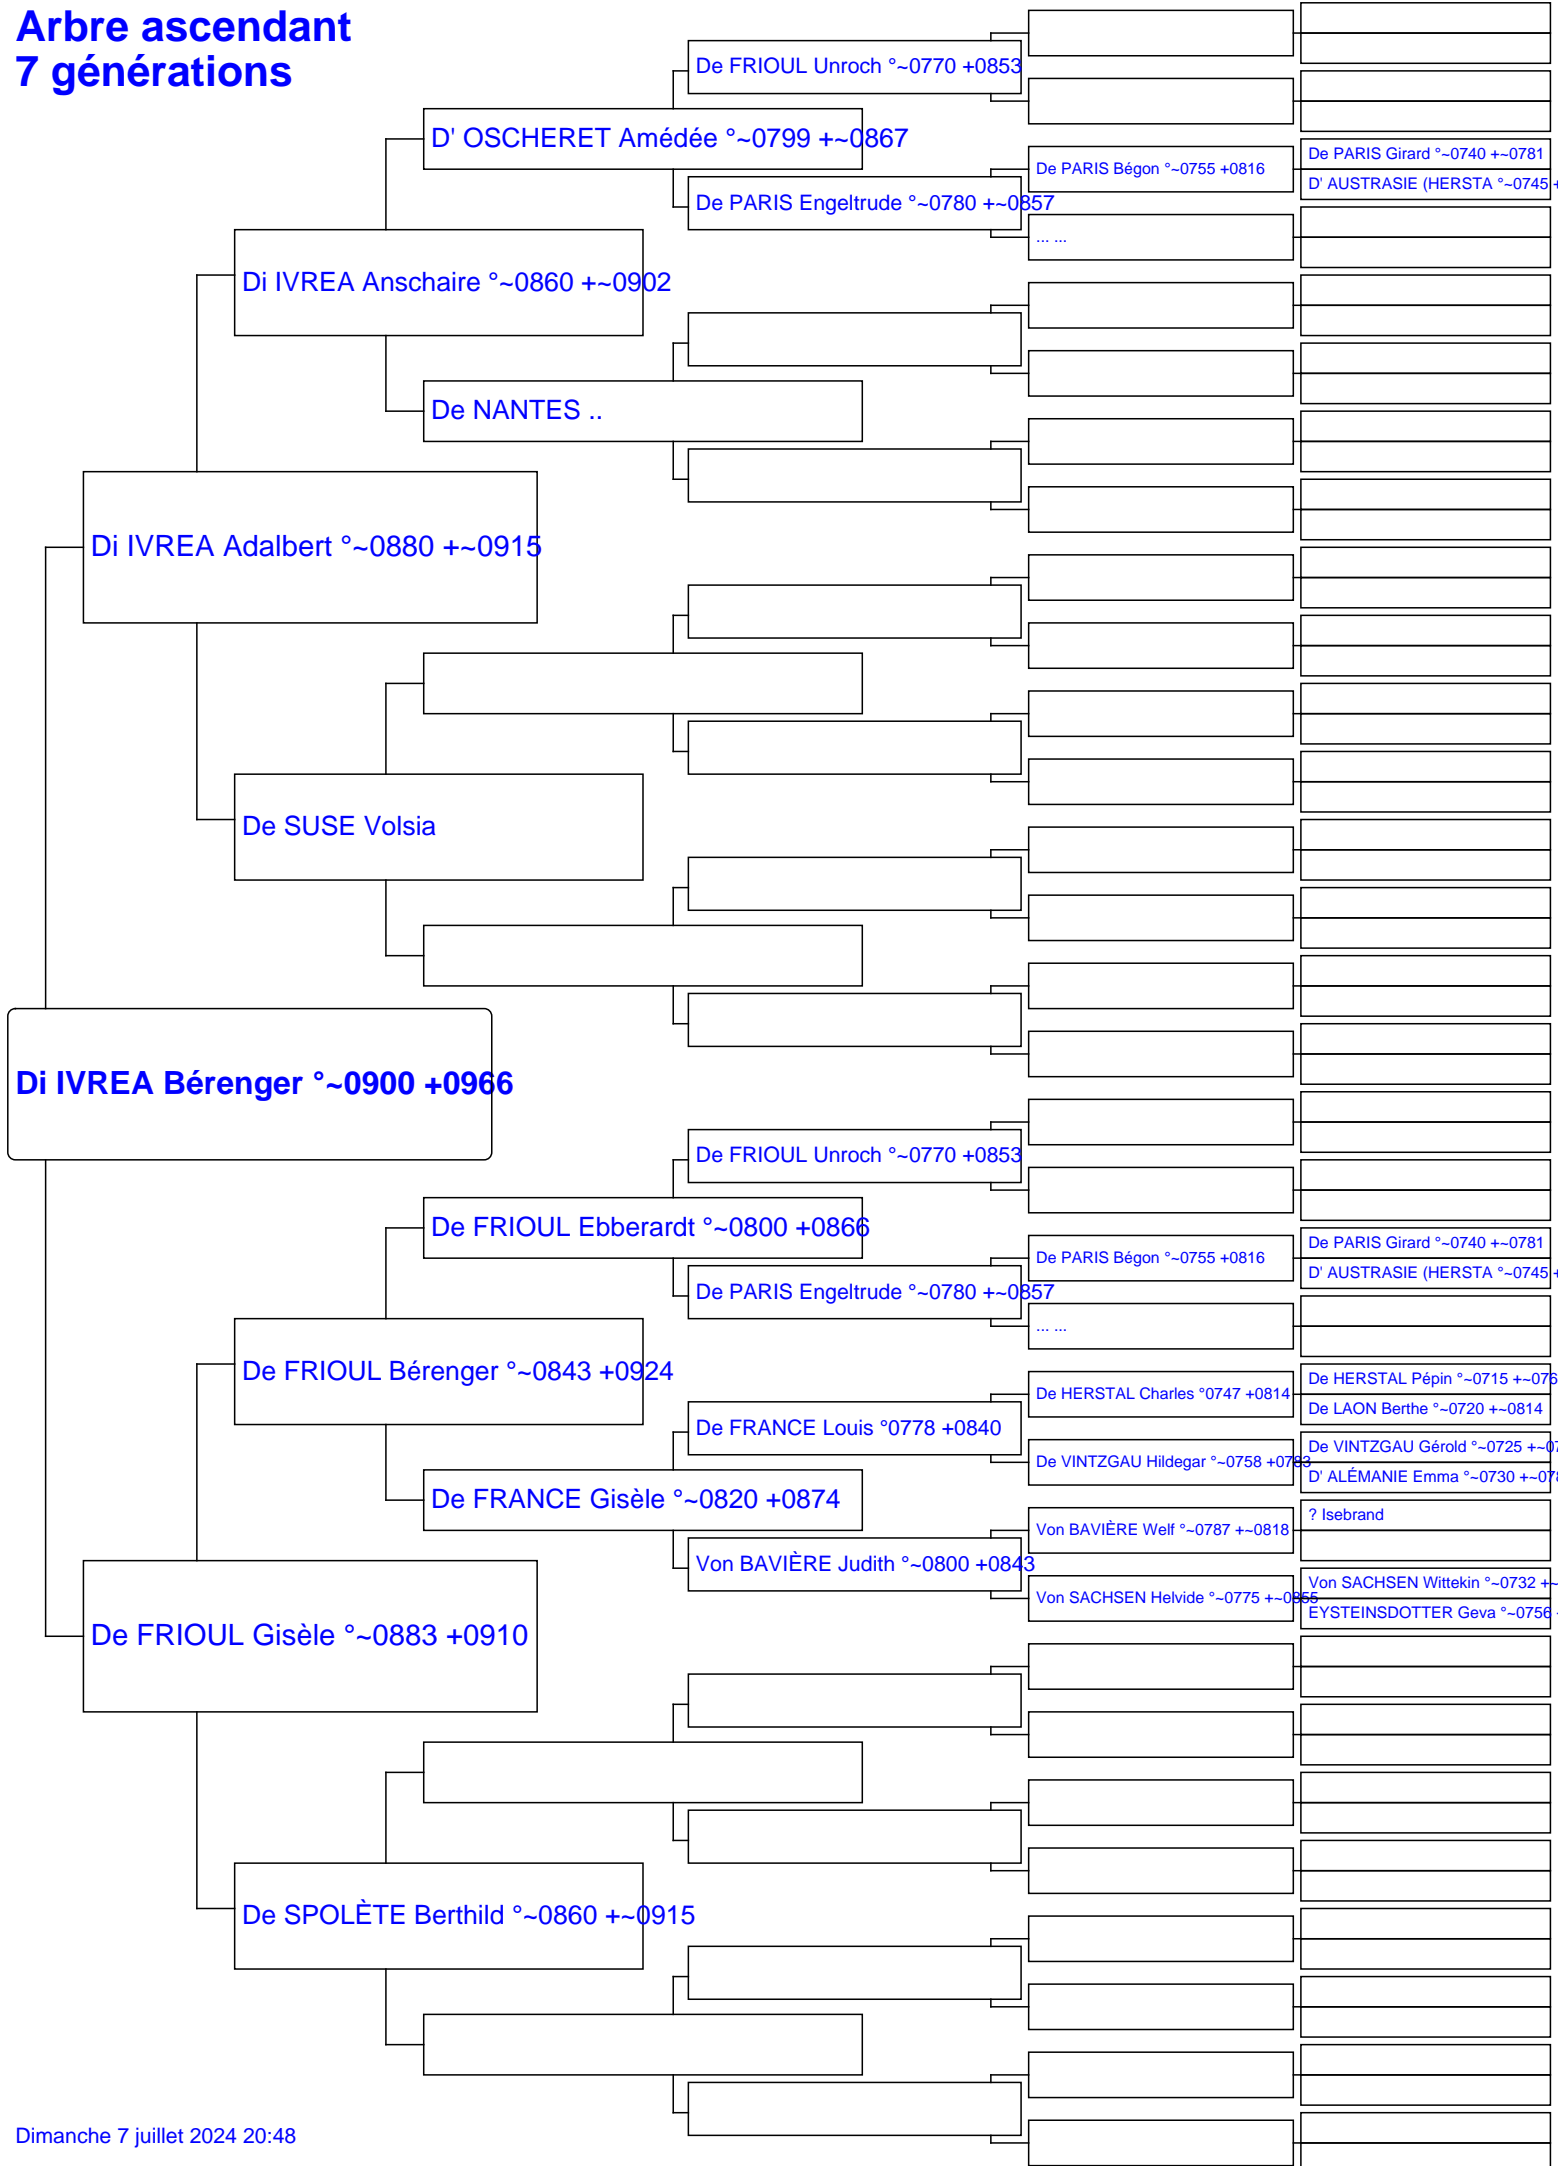 Arbre ascendant
7 générations
De FRIOUL Unroch °~0770 +0853
D' OSCHERET Amédée °~0799 +~0867
De PARIS Girard °~0740 +~0781
De PARIS Bégon °~0755 +0816
D' AUSTRASIE (HERSTA °~0745 +
De PARIS Engeltrude °~0780 +~0857
... ...
Di IVREA Anschaire °~0860 +~0902
De NANTES ..
Di IVREA Adalbert °~0880 +~0915
De SUSE Volsia
Di IVREA Bérenger °~0900 +0966
De FRIOUL Unroch °~0770 +0853
De FRIOUL Ebberardt °~0800 +0866
De PARIS Girard °~0740 +~0781
De PARIS Bégon °~0755 +0816
D' AUSTRASIE (HERSTA °~0745 +
De PARIS Engeltrude °~0780 +~0857
... ...
De FRIOUL Bérenger °~0843 +0924
De HERSTAL Pépin °~0715 +~076
De HERSTAL Charles °0747 +0814
De LAON Berthe °~0720 +~0814
De FRANCE Louis °0778 +0840
De VINTZGAU Gérold °~0725 +~07
De VINTZGAU Hildegar °~0758 +0783
D' ALÉMANIE Emma °~0730 +~078
De FRANCE Gisèle °~0820 +0874
? Isebrand
Von BAVIÈRE Welf °~0787 +~0818
Von BAVIÈRE Judith °~0800 +0843
Von SACHSEN Wittekin °~0732 +~
Von SACHSEN Helvide °~0775 +~0855
EYSTEINSDOTTER Geva °~0756 +
De FRIOUL Gisèle °~0883 +0910
De SPOLÈTE Berthild °~0860 +~0915
Dimanche 7 juillet 2024 20:48